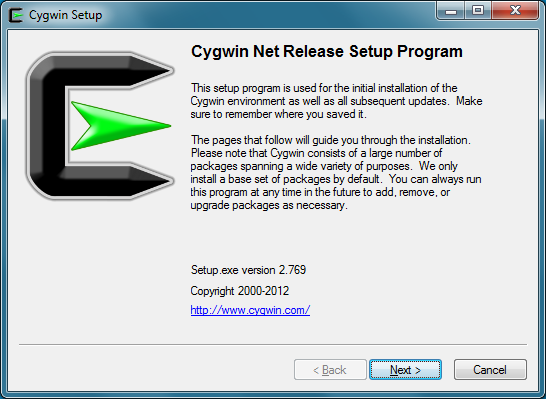 Cygwin Setup
Cygwin Net Release Setup Program
This setup program is used for the initial installation of the
Cygwin environment as well as all subsequent updates.  Make
sure to remember where you saved it.
The pages that follow will guide you through the installation.
Please note that Cygwin consists of a large number of
packages spanning a wide variety of purposes.  We only
install a base set of packages by default.  You can always run
this program at any time in the future to add, remove, or
upgrade packages as necessary.
Setup.exe version 2.769
Copyright 2000-2012
http://www.cygwin.com/
< Back
Next >
Cancel